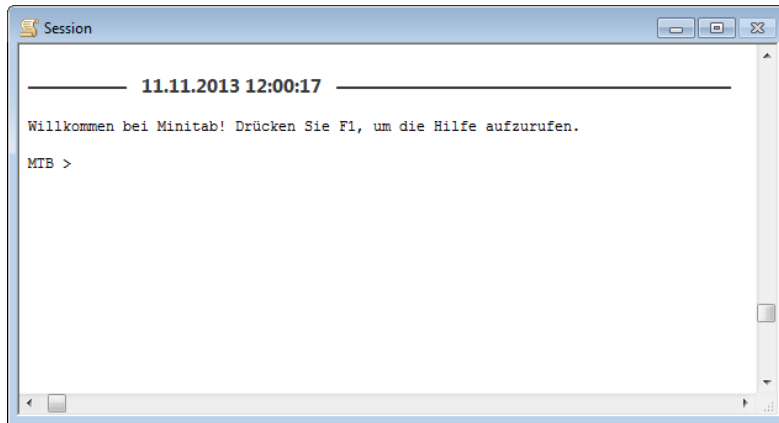 Session
11.11.2013 12:00:17
Willkommen bei Minitab! Drücken Sie F1, um die Hilfe aufzurufen.
MTB >